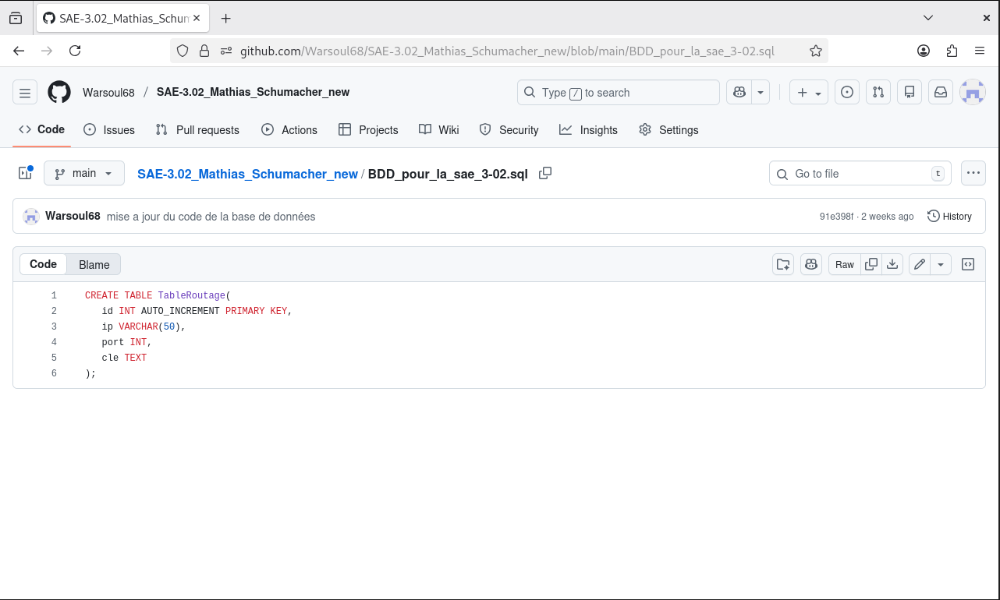 SAE-3.02_Mathias_Schum
github.com/Warsoul68/SAE-3.02_Mathias_Schumacher_new/blob/main/BDD_pour_la_sae_3-02.sql
Warsoul68 / SAE-3.02_Mathias_Schumacher_new
Type / to search
Code Issues Pull requests Actions Projects Wiki Security Insights Settings
main SAE-3.02_Mathias_Schumacher_new / BDD_pour_la_sae_3-02.sql Go to file t
Warsoul68 mise a jour du code de la base de données 91e398f · 2 weeks ago History
Code Blame Raw
1 CREATE TABLE TableRoutage(
2 id INT AUTO_INCREMENT PRIMARY KEY,
3 ip VARCHAR(50),
4 port INT,
5 cle TEXT
6 );